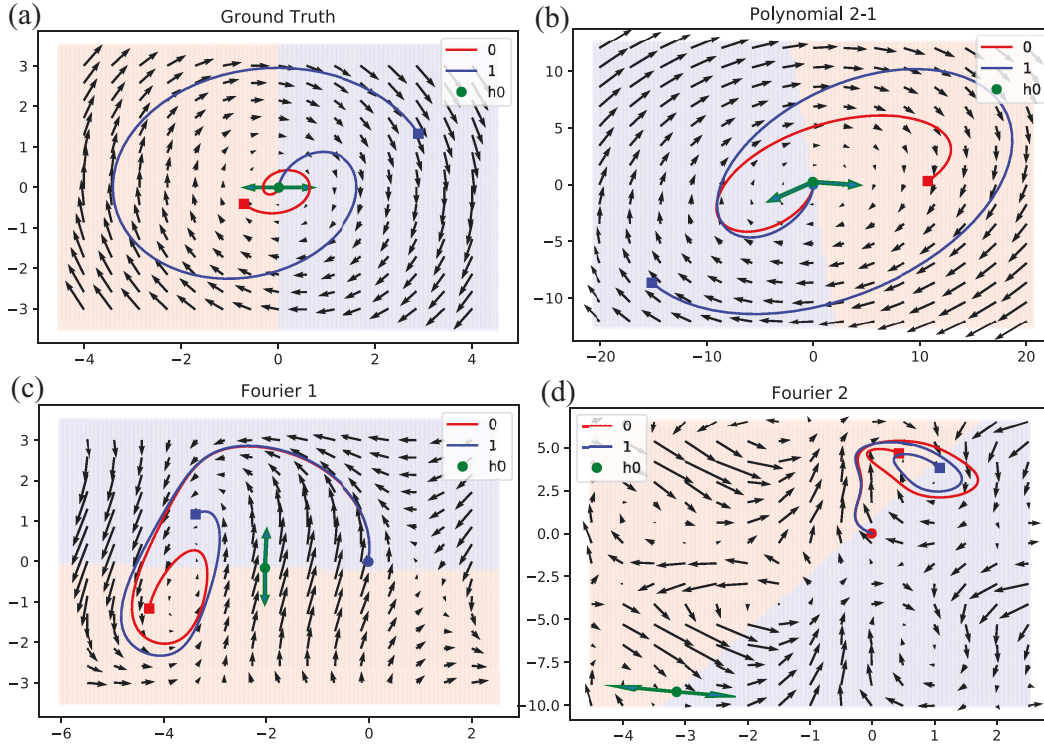 (a) Ground Truth
0
1
h0
3
2
1
0
−1
−2
−3
−4 −2 0 2 4
(b) Polynomial 2-1
0
1
h0
10
5
0
−5
−10
−20 −10 0 10 20
(c) Fourier 1
0
1
h0
3
2
1
0
−1
−2
−3
−6 −5 −4 −3 −2 −1 0 1 2
(d) Fourier 2
0
1
h0
5.0
2.5
0.0
−2.5
−5.0
−7.5
−10.0
−4 −3 −2 −1 0 1 2